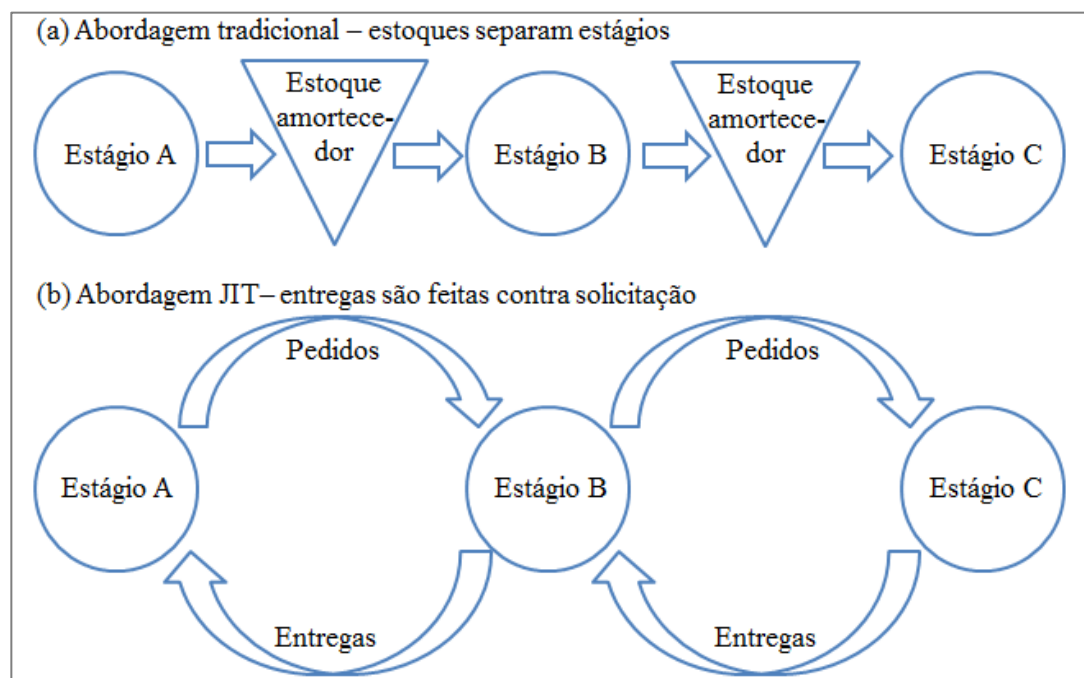 (a) Abordagem tradicional – estoques separam estágios
Estágio A
Estoque
amortece-
dor
Estágio B
Estoque
amortece-
dor
Estágio C
(b) Abordagem JIT– entregas são feitas contra solicitação
Pedidos
Pedidos
Estágio A
Estágio B
Estágio C
Entregas
Entregas